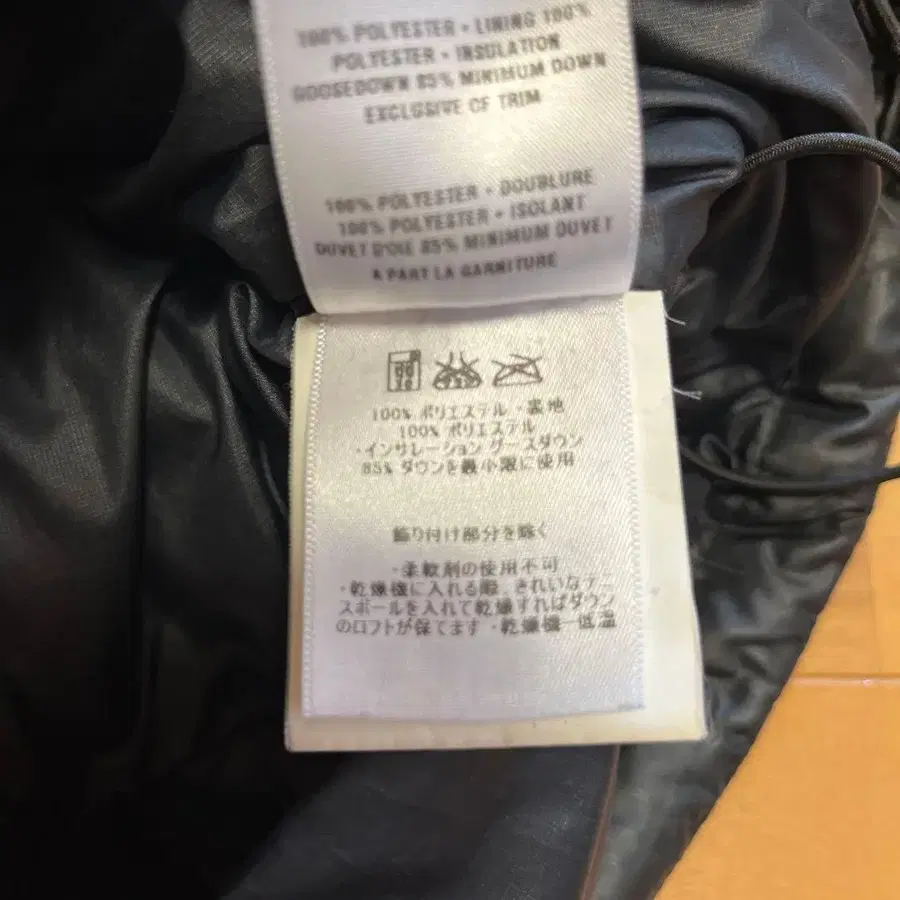 100% POLYESTER • LINING 100%
POLYESTER • INSULATION
GOOSEDOWN 85% MINIMUM DOWN
EXCLUSIVE OF TRIM
100% POLYESTER • DOUBLURE
100% POLYESTER • ISOLANT
DUVET D'OIE 85% MINIMUM DUVET
A PART LA GARNITURE
100% ポリエステル・裏地
100% ポリエステル
・インサレーション グースダウン
85% ダウンを最小限に使用
飾り付け部分を除く
・柔軟剤の使用不可
・乾燥機に入れる際、きれいなテニ
スボールを入れて乾燥すればダウン
のロフトが保てます ・乾燥機ー低温